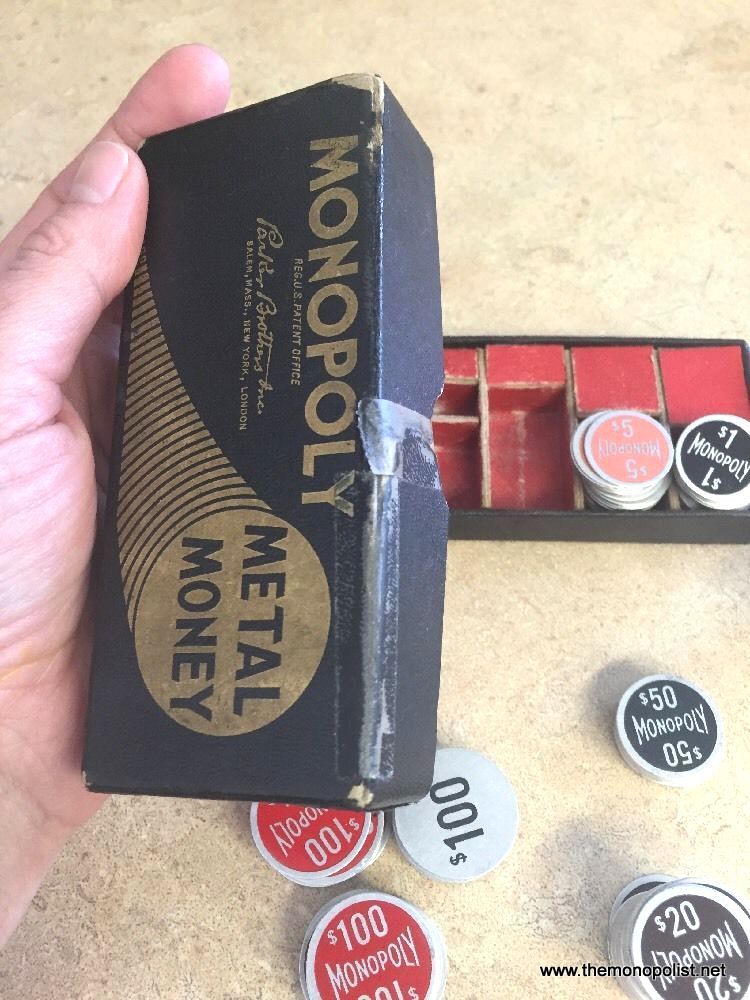 MONOPOLY
REG.U.S.PATENT OFFICE
Parker Brothers Inc.
SALEM, MASS., NEW YORK, LONDON
METAL
MONEY
$5
MONOPOLY
$5
$1
MONOPOLY
$1
$50
MONOPOLY
$50
MONOPOLY
$100
$100
$100
MONOPOLY
$100
$20
MONOPOLY
$20
www.themonopolist.net